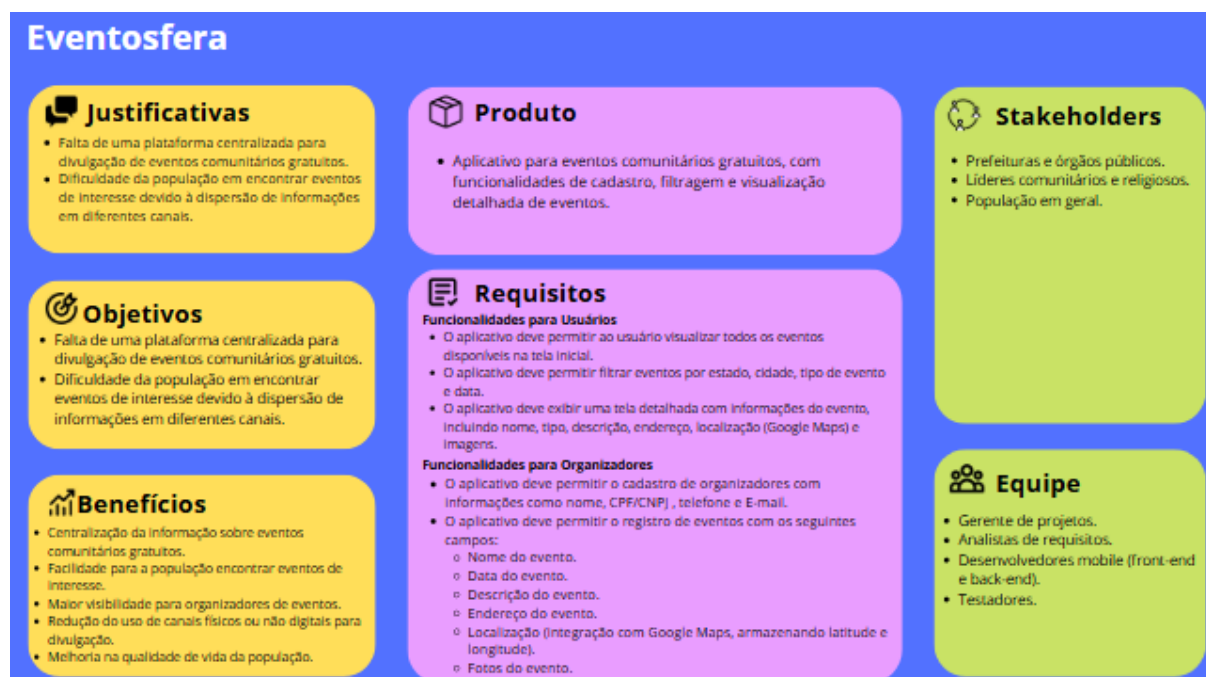 Eventosfera
Justificativas
• Falta de uma plataforma centralizada para
divulgação de eventos comunitários gratuitos.
• Dificuldade da população em encontrar eventos
de interesse devido à dispersão de informações
em diferentes canais.
Objetivos
• Falta de uma plataforma centralizada para
divulgação de eventos comunitários gratuitos.
• Dificuldade da população em encontrar
eventos de interesse devido à dispersão de
informações em diferentes canais.
Benefícios
• Centralização da informação sobre eventos
comunitários gratuitos.
• Facilidade para a população encontrar eventos de
interesse.
• Maior visibilidade para organizadores de eventos.
• Redução do uso de canais físicos ou não digitais para
divulgação.
• Melhoria na qualidade de vida da população.
Produto
• Aplicativo para eventos comunitários gratuitos, com
funcionalidades de cadastro, filtragem e visualização
detalhada de eventos.
Requisitos
Funcionalidades para Usuários
• O aplicativo deve permitir ao usuário visualizar todos os eventos
disponíveis na tela inicial.
• O aplicativo deve permitir filtrar eventos por estado, cidade, tipo de evento
e data.
• O aplicativo deve exibir uma tela detalhada com informações do evento,
incluindo nome, tipo, descrição, endereço, localização (Google Maps) e
imagens.
Funcionalidades para Organizadores
• O aplicativo deve permitir o cadastro de organizadores com
informações como nome, CPF/CNPJ , telefone e E-mail.
• O aplicativo deve permitir o registro de eventos com os seguintes
campos:
○ Nome do evento.
○ Data do evento.
○ Descrição do evento.
○ Endereço do evento.
○ Localização (integração com Google Maps, armazenando latitude e
longitude).
○ Fotos do evento.
Stakeholders
• Prefeituras e órgãos públicos.
• Líderes comunitários e religiosos.
• População em geral.
Equipe
• Gerente de projetos.
• Analistas de requisitos.
• Desenvolvedores mobile (front-end
e back-end).
• Testadores.